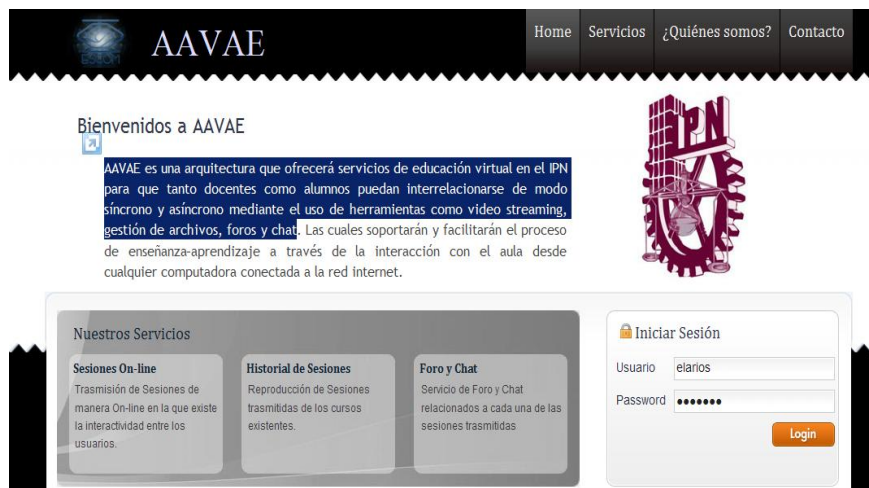 AAVAE
Home Servicios ¿Quiénes somos? Contacto
ESCOM
IPN
Bienvenidos a AAVAE
AAVAE es una arquitectura que ofrecerá servicios de educación virtual en el IPN
para que tanto docentes como alumnos puedan interrelacionarse de modo
síncrono y asíncrono mediante el uso de herramientas como video streaming,
gestión de archivos, foros y chat. Las cuales soportarán y facilitarán el proceso
de enseñanza-aprendizaje a través de la interacción con el aula desde
cualquier computadora conectada a la red internet.
Nuestros Servicios
Sesiones On-line
Trasmisión de Sesiones de
manera On-line en la que existe
la interactividad entre los
usuarios.
Historial de Sesiones
Reproducción de Sesiones
trasmitidas de los cursos
existentes.
Foro y Chat
Servicio de Foro y Chat
relacionados a cada una de las
sesiones trasmitidas
Iniciar Sesión
Usuario elarios
Password •••••••
Login